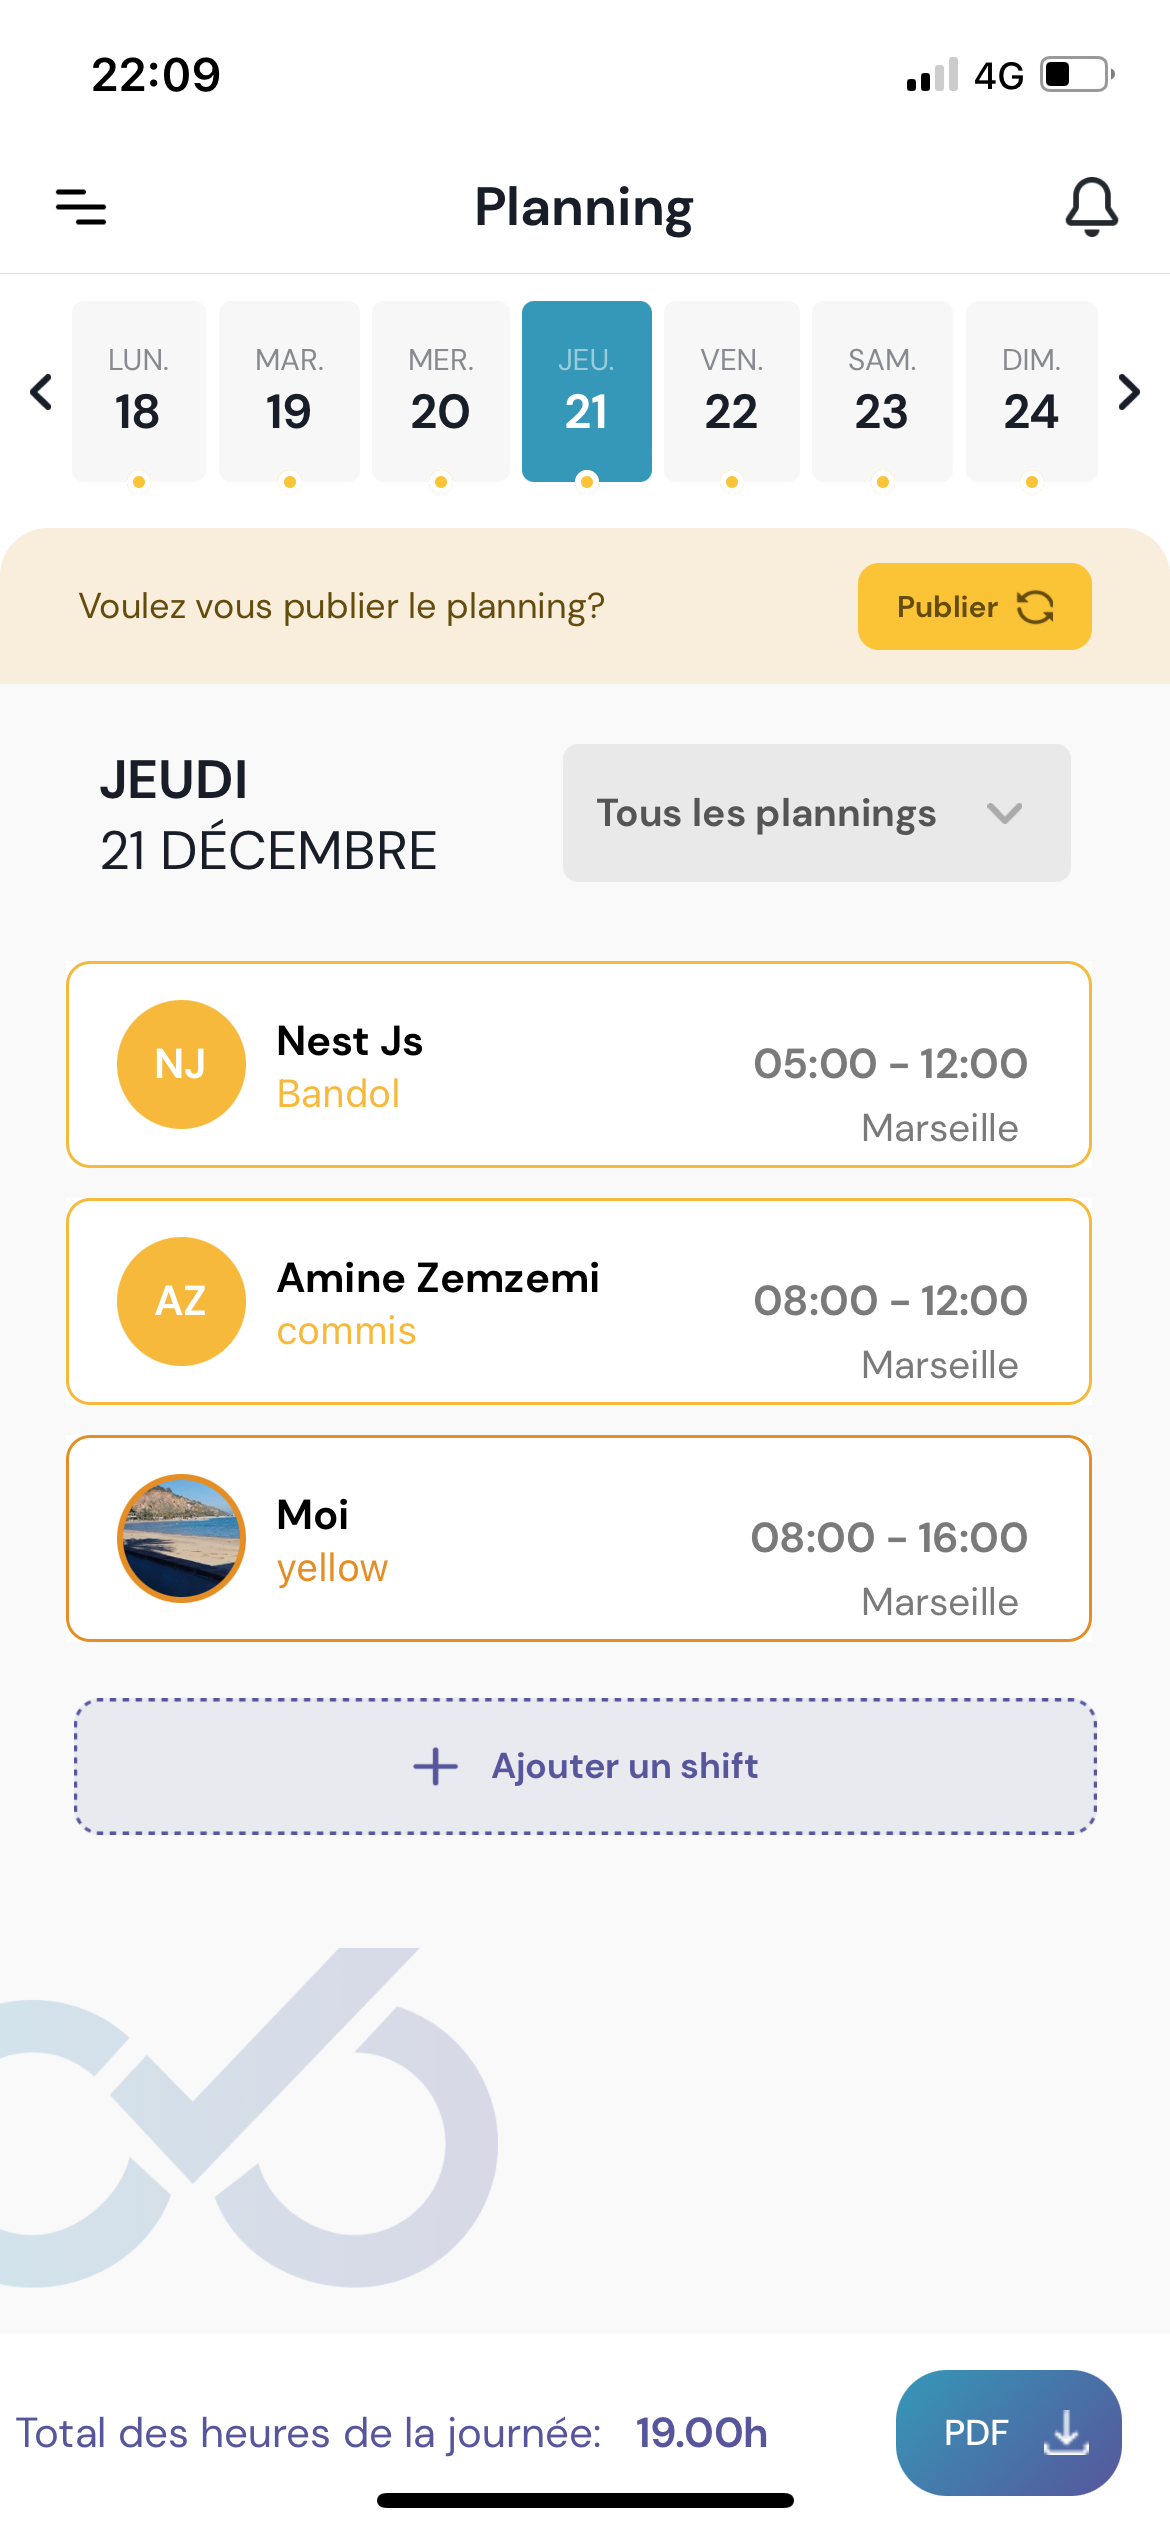 22:09
4G
Planning
LUN. MAR. MER. JEU. VEN. SAM. DIM.
18 19 20 21 22 23 24
Voulez vous publier le planning?
Publier
JEUDI
21 DÉCEMBRE
Tous les plannings
NJ
Nest Js
Bandol
05:00 - 12:00
Marseille
AZ
Amine Zemzemi
commis
08:00 - 12:00
Marseille
Moi
yellow
08:00 - 16:00
Marseille
Ajouter un shift
Total des heures de la journée: 19.00h
PDF